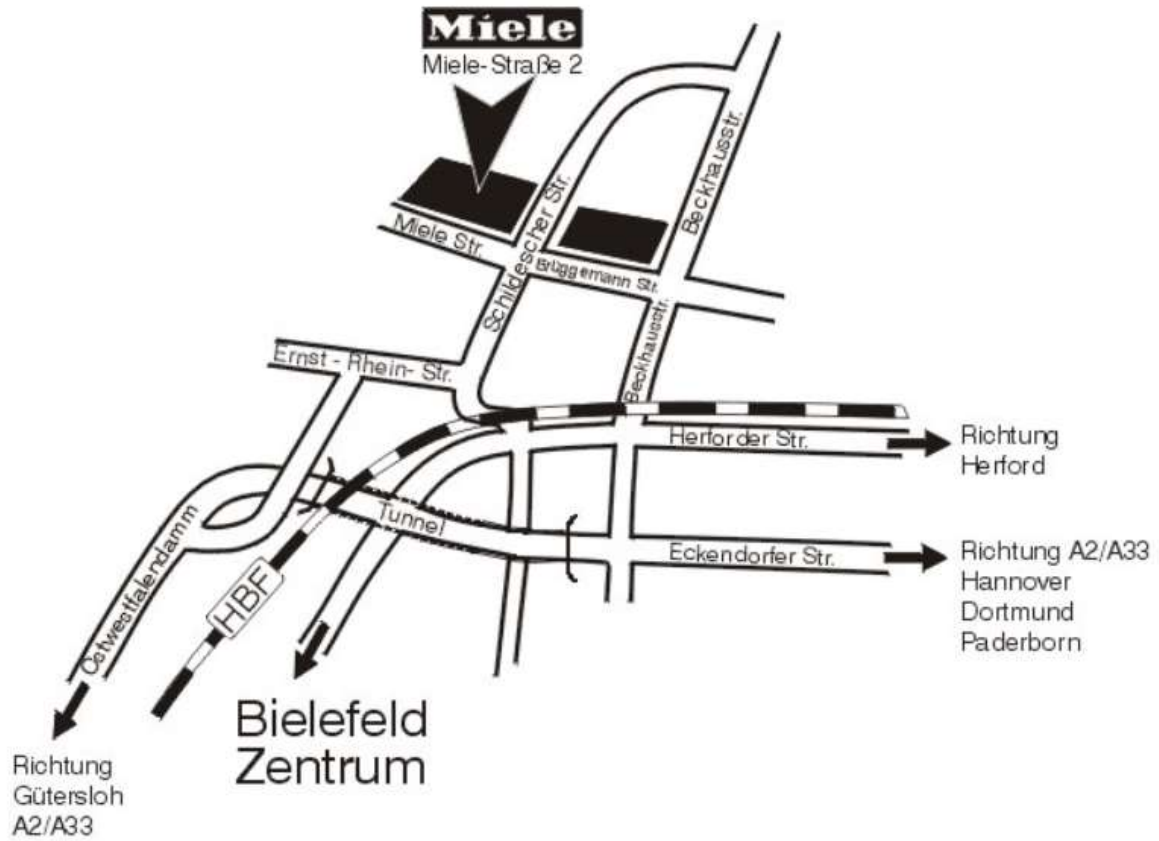 Miele
Miele-Straße 2
Beckhausstr.
Schildescher Str.
Miele Str.
Brüggemann Str.
Beckhausstr.
Ernst - Rhein- Str.
Herforder Str.
Richtung
Herford
Tunnel
Eckendorfer Str.
Richtung A2/A33
Hannover
Dortmund
Paderborn
Ostwestfalendamm
HBF
Bielefeld
Zentrum
Richtung
Gütersloh
A2/A33